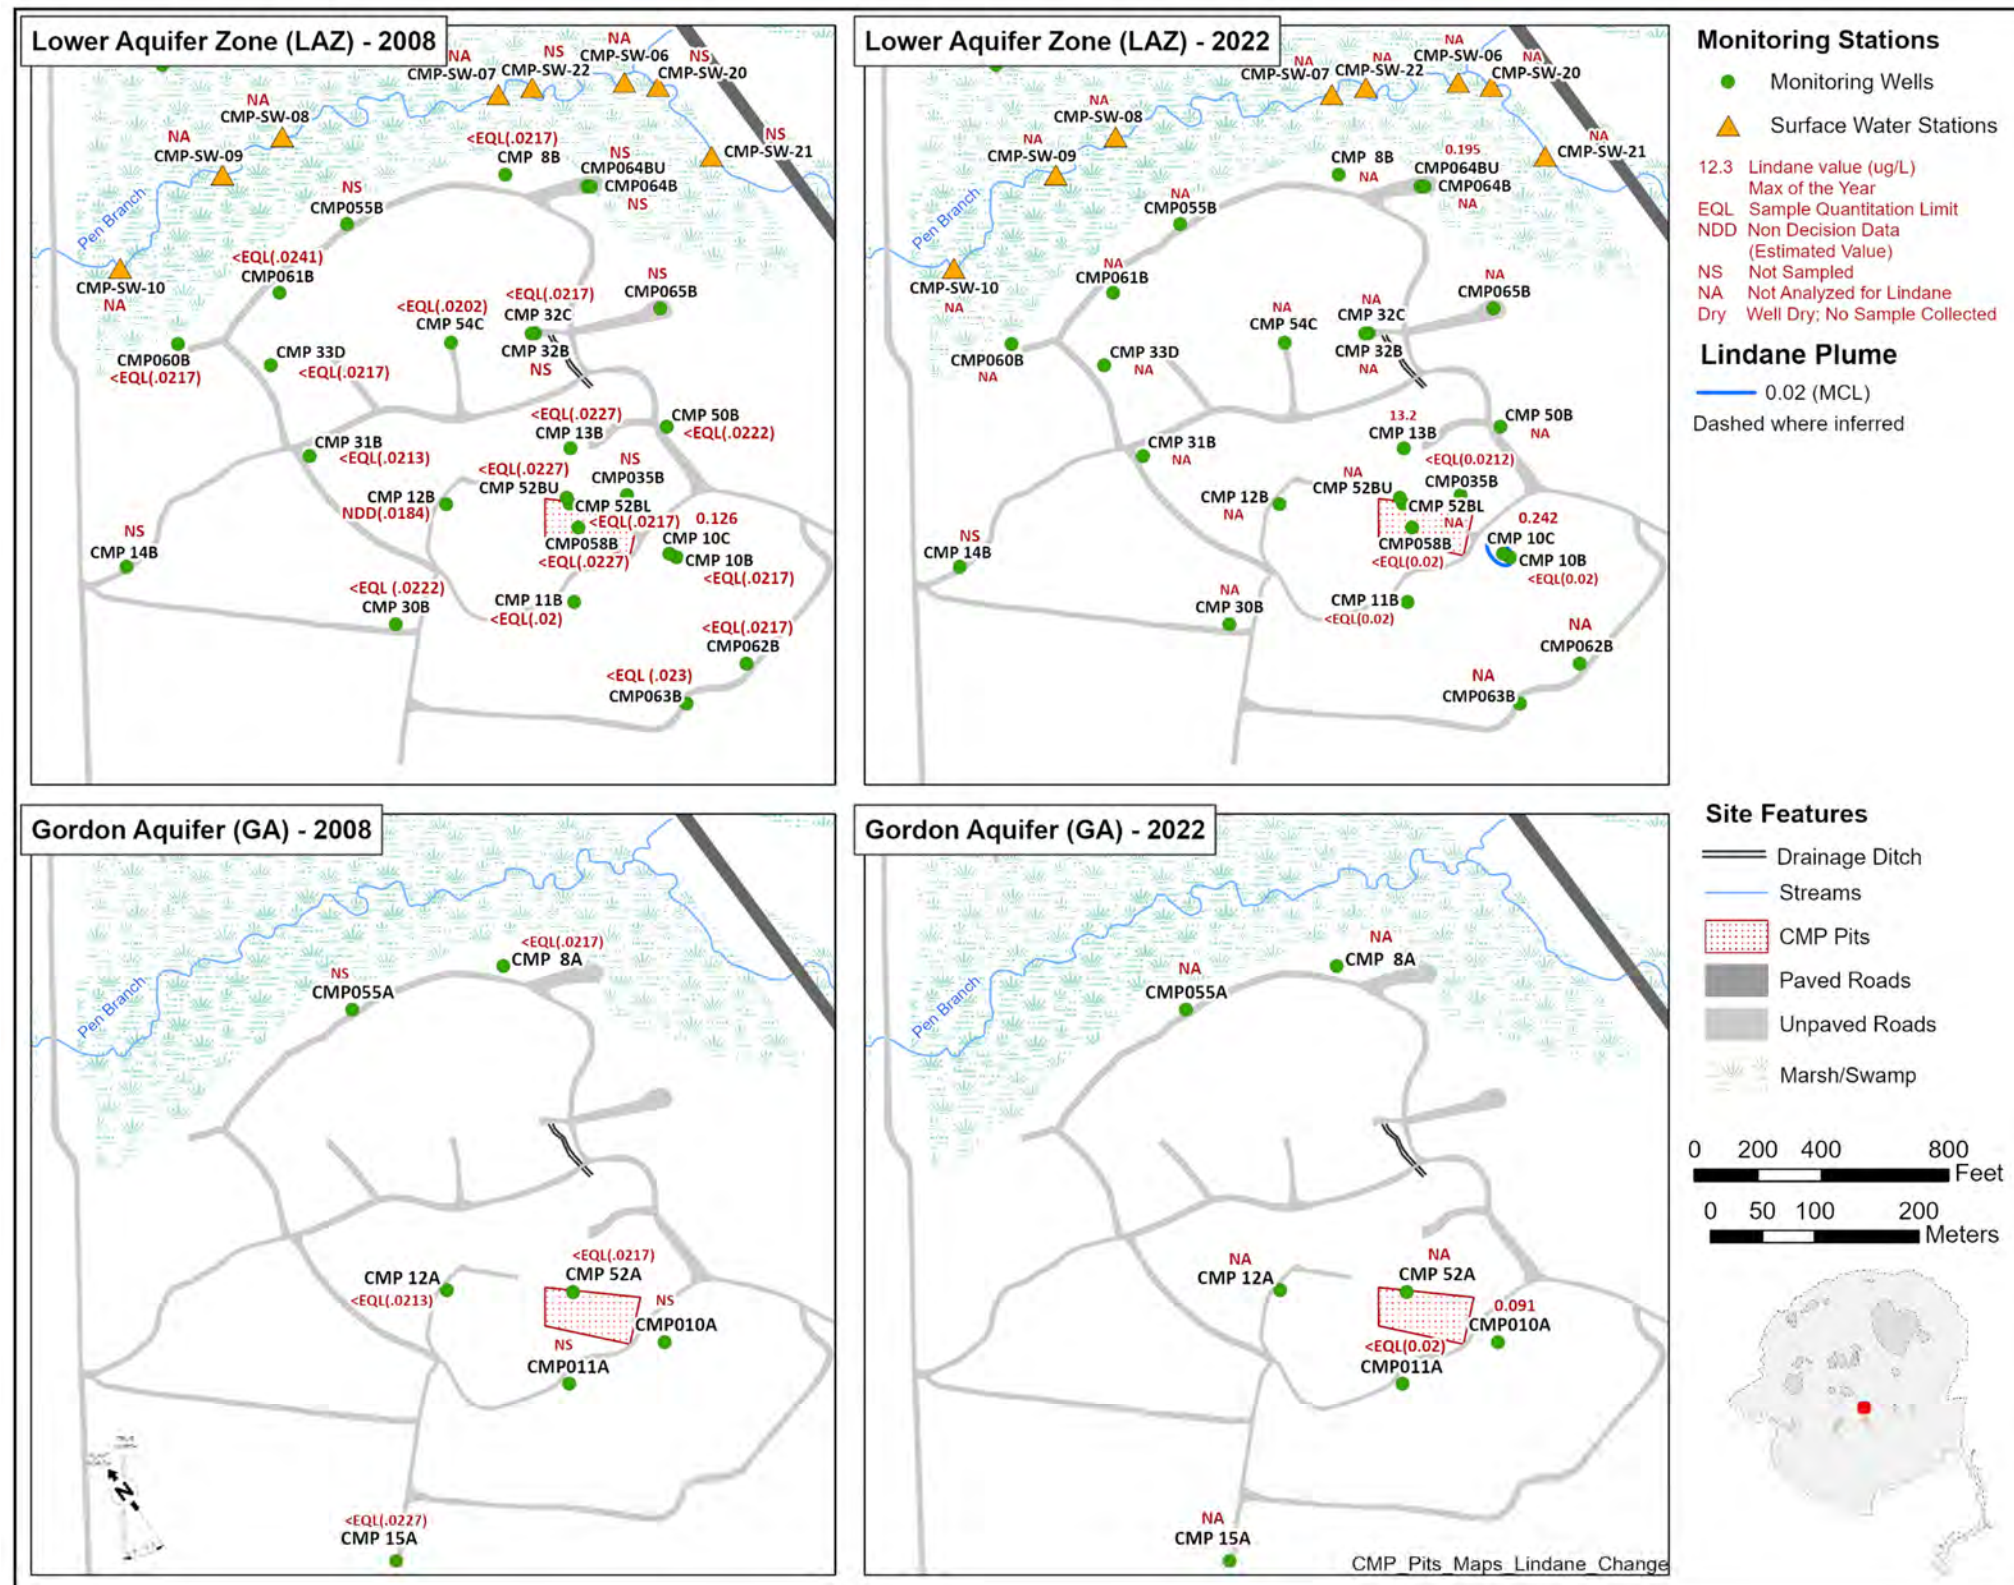 Lower Aquifer Zone (LAZ) - 2008
NA
CMP-SW-07
NS
CMP-SW-22
NA
CMP-SW-06
NS
CMP-SW-20
NA
CMP-SW-08
NA
CMP-SW-09
NS
CMP-SW-21
<EQL(.0217)
CMP 8B
NS
CMP064BU
CMP064B
NS
Pen Branch
NS
CMP055B
<EQL(.0241)
CMP061B
CMP-SW-10
NA
<EQL(.0202)
CMP 54C
<EQL(.0217)
CMP 32C
CMP 32B
NS
NS
CMP065B
CMP060B
<EQL(.0217)
CMP 33D
<EQL(.0217)
<EQL(.0227)
CMP 13B
CMP 50B
<EQL(.0222)
CMP 31B
<EQL(.0213)
<EQL(.0227)
CMP 52BU
NS
CMP035B
CMP 12B
NDD(.0184)
CMP 52BL
<EQL(.0217)
CMP058B
<EQL(.0227)
0.126
CMP 10C
CMP 10B
<EQL(.0217)
NS
CMP 14B
<EQL (.0222)
CMP 30B
CMP 11B
<EQL(.02)
<EQL(.0217)
CMP062B
<EQL (.023)
CMP063B
Lower Aquifer Zone (LAZ) - 2022
NA
CMP-SW-07
NA
CMP-SW-22
NA
CMP-SW-06
NA
CMP-SW-20
NA
CMP-SW-08
NA
CMP-SW-09
NA
CMP-SW-21
CMP 8B
NA
0.195
CMP064BU
CMP064B
NA
Pen Branch
NA
CMP055B
NA
CMP061B
CMP-SW-10
NA
NA
CMP 54C
NA
CMP 32C
CMP 32B
NA
NA
CMP065B
CMP060B
NA
CMP 33D
NA
13.2
CMP 13B
CMP 50B
NA
CMP 31B
NA
NA
CMP 52BU
<EQL(0.0212)
CMP035B
CMP 12B
NA
CMP 52BL
NA
CMP058B
<EQL(0.02)
0.242
CMP 10C
CMP 10B
<EQL(0.02)
NS
CMP 14B
NA
CMP 30B
CMP 11B
<EQL(0.02)
NA
CMP062B
NA
CMP063B
Monitoring Stations
Monitoring Wells
Surface Water Stations
12.3 Lindane value (ug/L)
Max of the Year
EQL Sample Quantitation Limit
NDD Non Decision Data
(Estimated Value)
NS Not Sampled
NA Not Analyzed for Lindane
Dry Well Dry; No Sample Collected
Lindane Plume
0.02 (MCL)
Dashed where inferred
Gordon Aquifer (GA) - 2008
<EQL(.0217)
CMP 8A
NS
CMP055A
Pen Branch
<EQL(.0217)
CMP 52A
CMP 12A
<EQL(.0213)
NS
CMP010A
NS
CMP011A
N
<EQL(.0227)
CMP 15A
Gordon Aquifer (GA) - 2022
NA
CMP 8A
NA
CMP055A
Pen Branch
NA
CMP 52A
NA
CMP 12A
0.091
CMP010A
<EQL(0.02)
CMP011A
NA
CMP 15A
CMP_Pits_Maps_Lindane_Change
Site Features
Drainage Ditch
Streams
CMP Pits
Paved Roads
Unpaved Roads
Marsh/Swamp
0 200 400 800
Feet
0 50 100 200
Meters